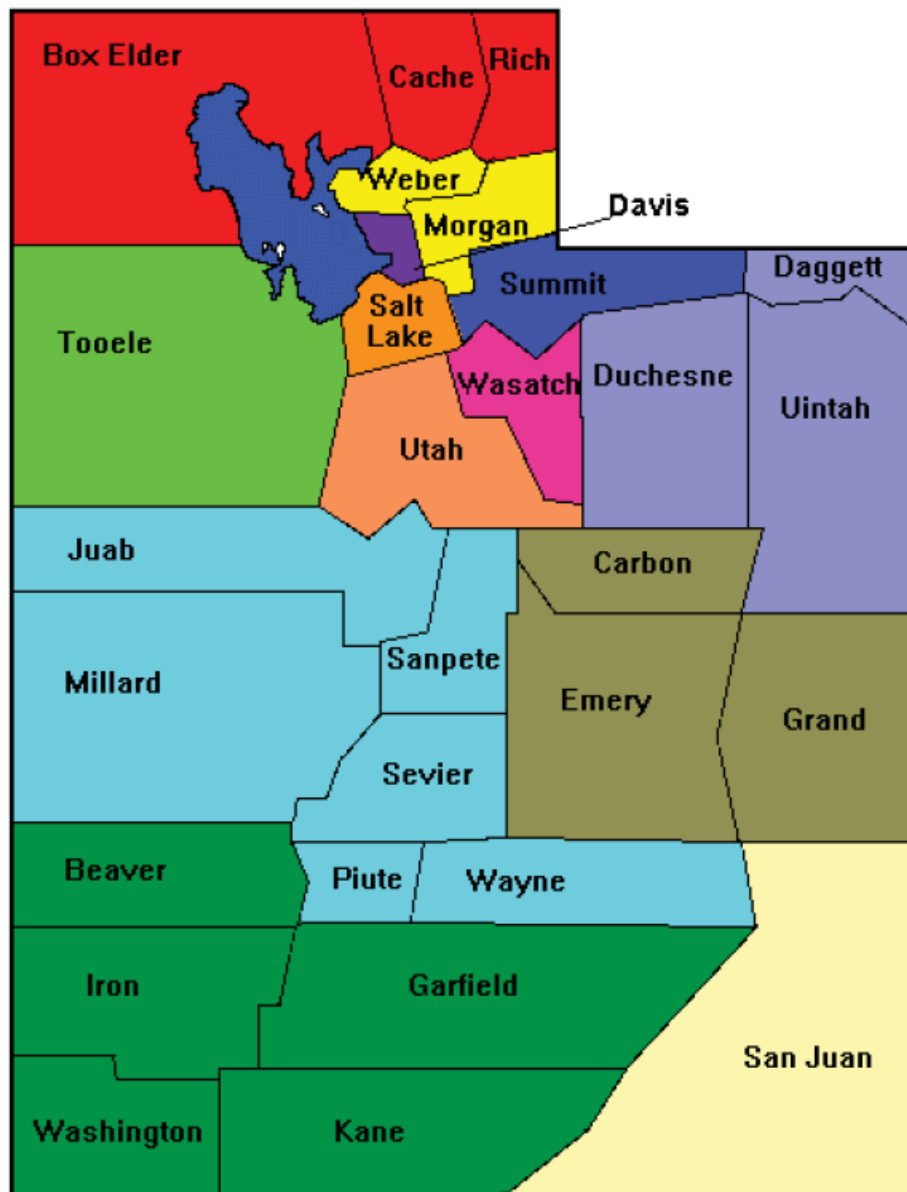 Box Elder
Cache
Rich
Weber
Davis
Morgan
Summit
Daggett
Salt
Lake
Tooele
Wasatch
Duchesne
Uintah
Utah
Juab
Carbon
Sanpete
Millard
Emery
Grand
Sevier
Beaver
Piute
Wayne
Iron
Garfield
San Juan
Washington
Kane